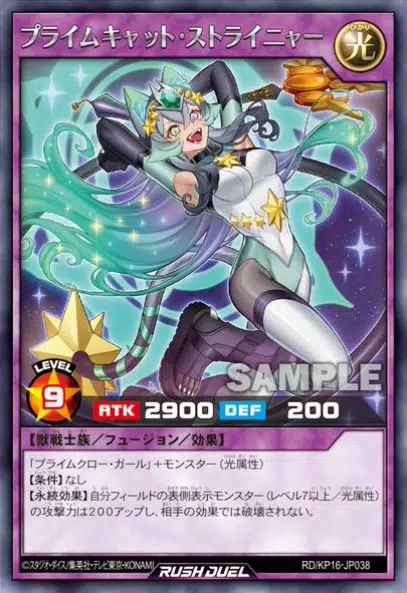 プライムキャット・ストライニャー
ひかり
光
SAMPLE
LEVEL
9
ATK 2900 DEF 200
【獣戦士族／フュージョン／効果】
「プライムクロー・ガール」＋モンスター（光属性）
【条件】なし
【永続効果】自分フィールドの表側表示モンスター（レベル7以上／光属性）
の攻撃力は200アップし、相手の効果では破壊されない。
©スタジオ・ダイス/集英社・テレビ東京・KONAMI
RUSH DUEL
RD/KP16-JP038